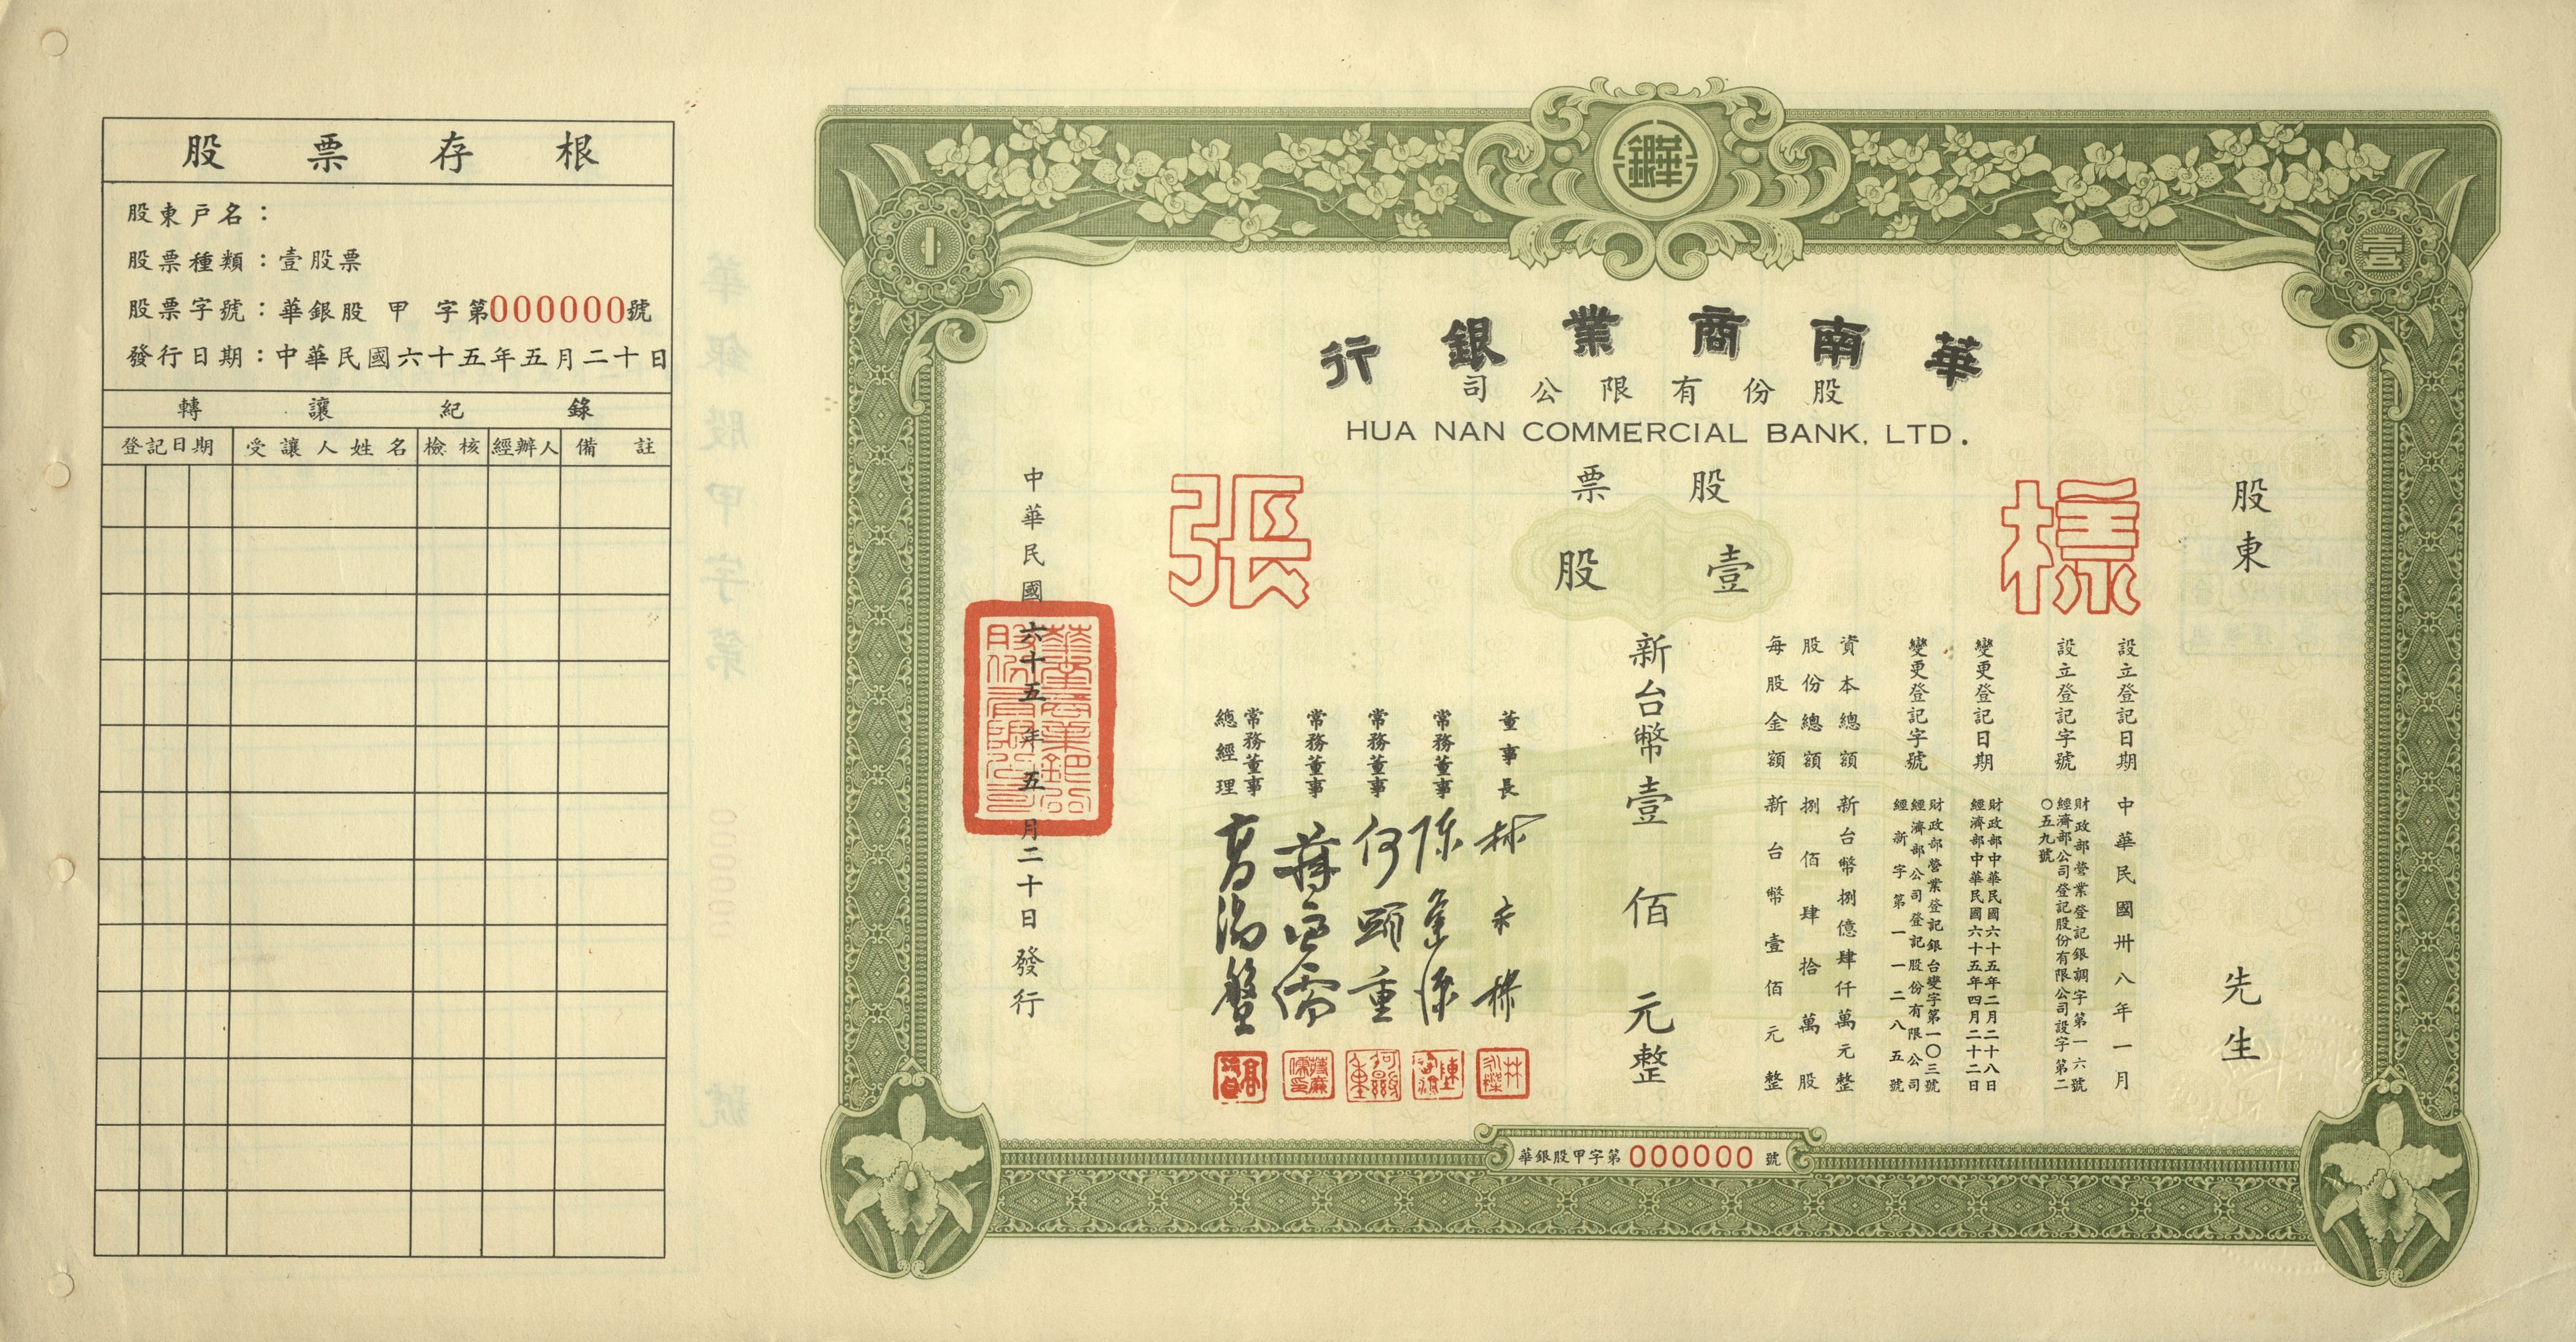 股票存根
股東戶名：
股票種類：壹股票
股票字號：華銀股 甲 字第000000號
發行日期：中華民國六十五年五月二十日
轉讓紀錄
登記日期 受讓人姓名 檢核 經辦人 備註
華銀
壹
華南商業銀行
股份有限公司
HUA NAN COMMERCIAL BANK, LTD.
股票
壹股
樣張
股東
先生
設立登記日期 中華民國卅八年一月
設立登記字號 財政部營業登記銀調字第一六號
經濟部公司登記股份有限公司設字第二
〇五九號
變更登記日期 財政部中華民國六十五年二月二十八日
經濟部中華民國六十五年四月二十二日
變更登記字號 財政部營業登記銀台變字第一〇三號
經濟部公司登記股份有限公司
經新字第一一二八五號
資本總額 新台幣捌億肆仟萬元整
股份總額 捌佰肆拾萬股
每股金額 新台幣壹佰元整
新台幣壹佰元整
董事長 林永樑
常務董事
常務董事 何顯重
常務董事
常務董事
總經理
中華民國六十五年五月二十日發行
華銀股甲字第000000號
華銀股甲字第
號